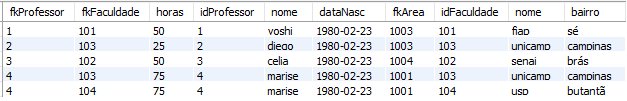 fkProfessor fkFaculdade horas idProfessor nome dataNasc fkArea idFaculdade nome bairro
1 101 50 1 yoshi 1980-02-23 1003 101 fiap sé
2 103 25 2 diego 1980-02-23 1003 103 unicamp campinas
3 102 50 3 celia 1980-02-23 1004 102 senai brás
4 103 75 4 marise 1980-02-23 1001 103 unicamp campinas
4 104 75 4 marise 1980-02-23 1001 104 usp butantã